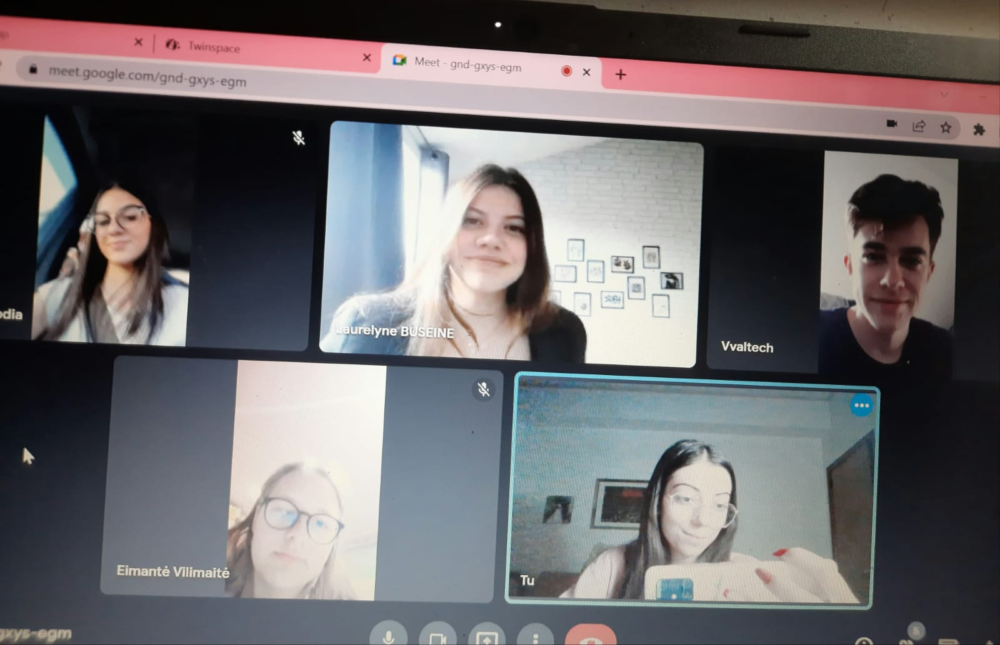 Twinspace
Meet - gnd-gxys-egm
meet.google.com/gnd-gxys-egm
Laurelyne BUSEINE
Vvaltech
Eimantė Vilimaitė
Tu
gxys-egm
5